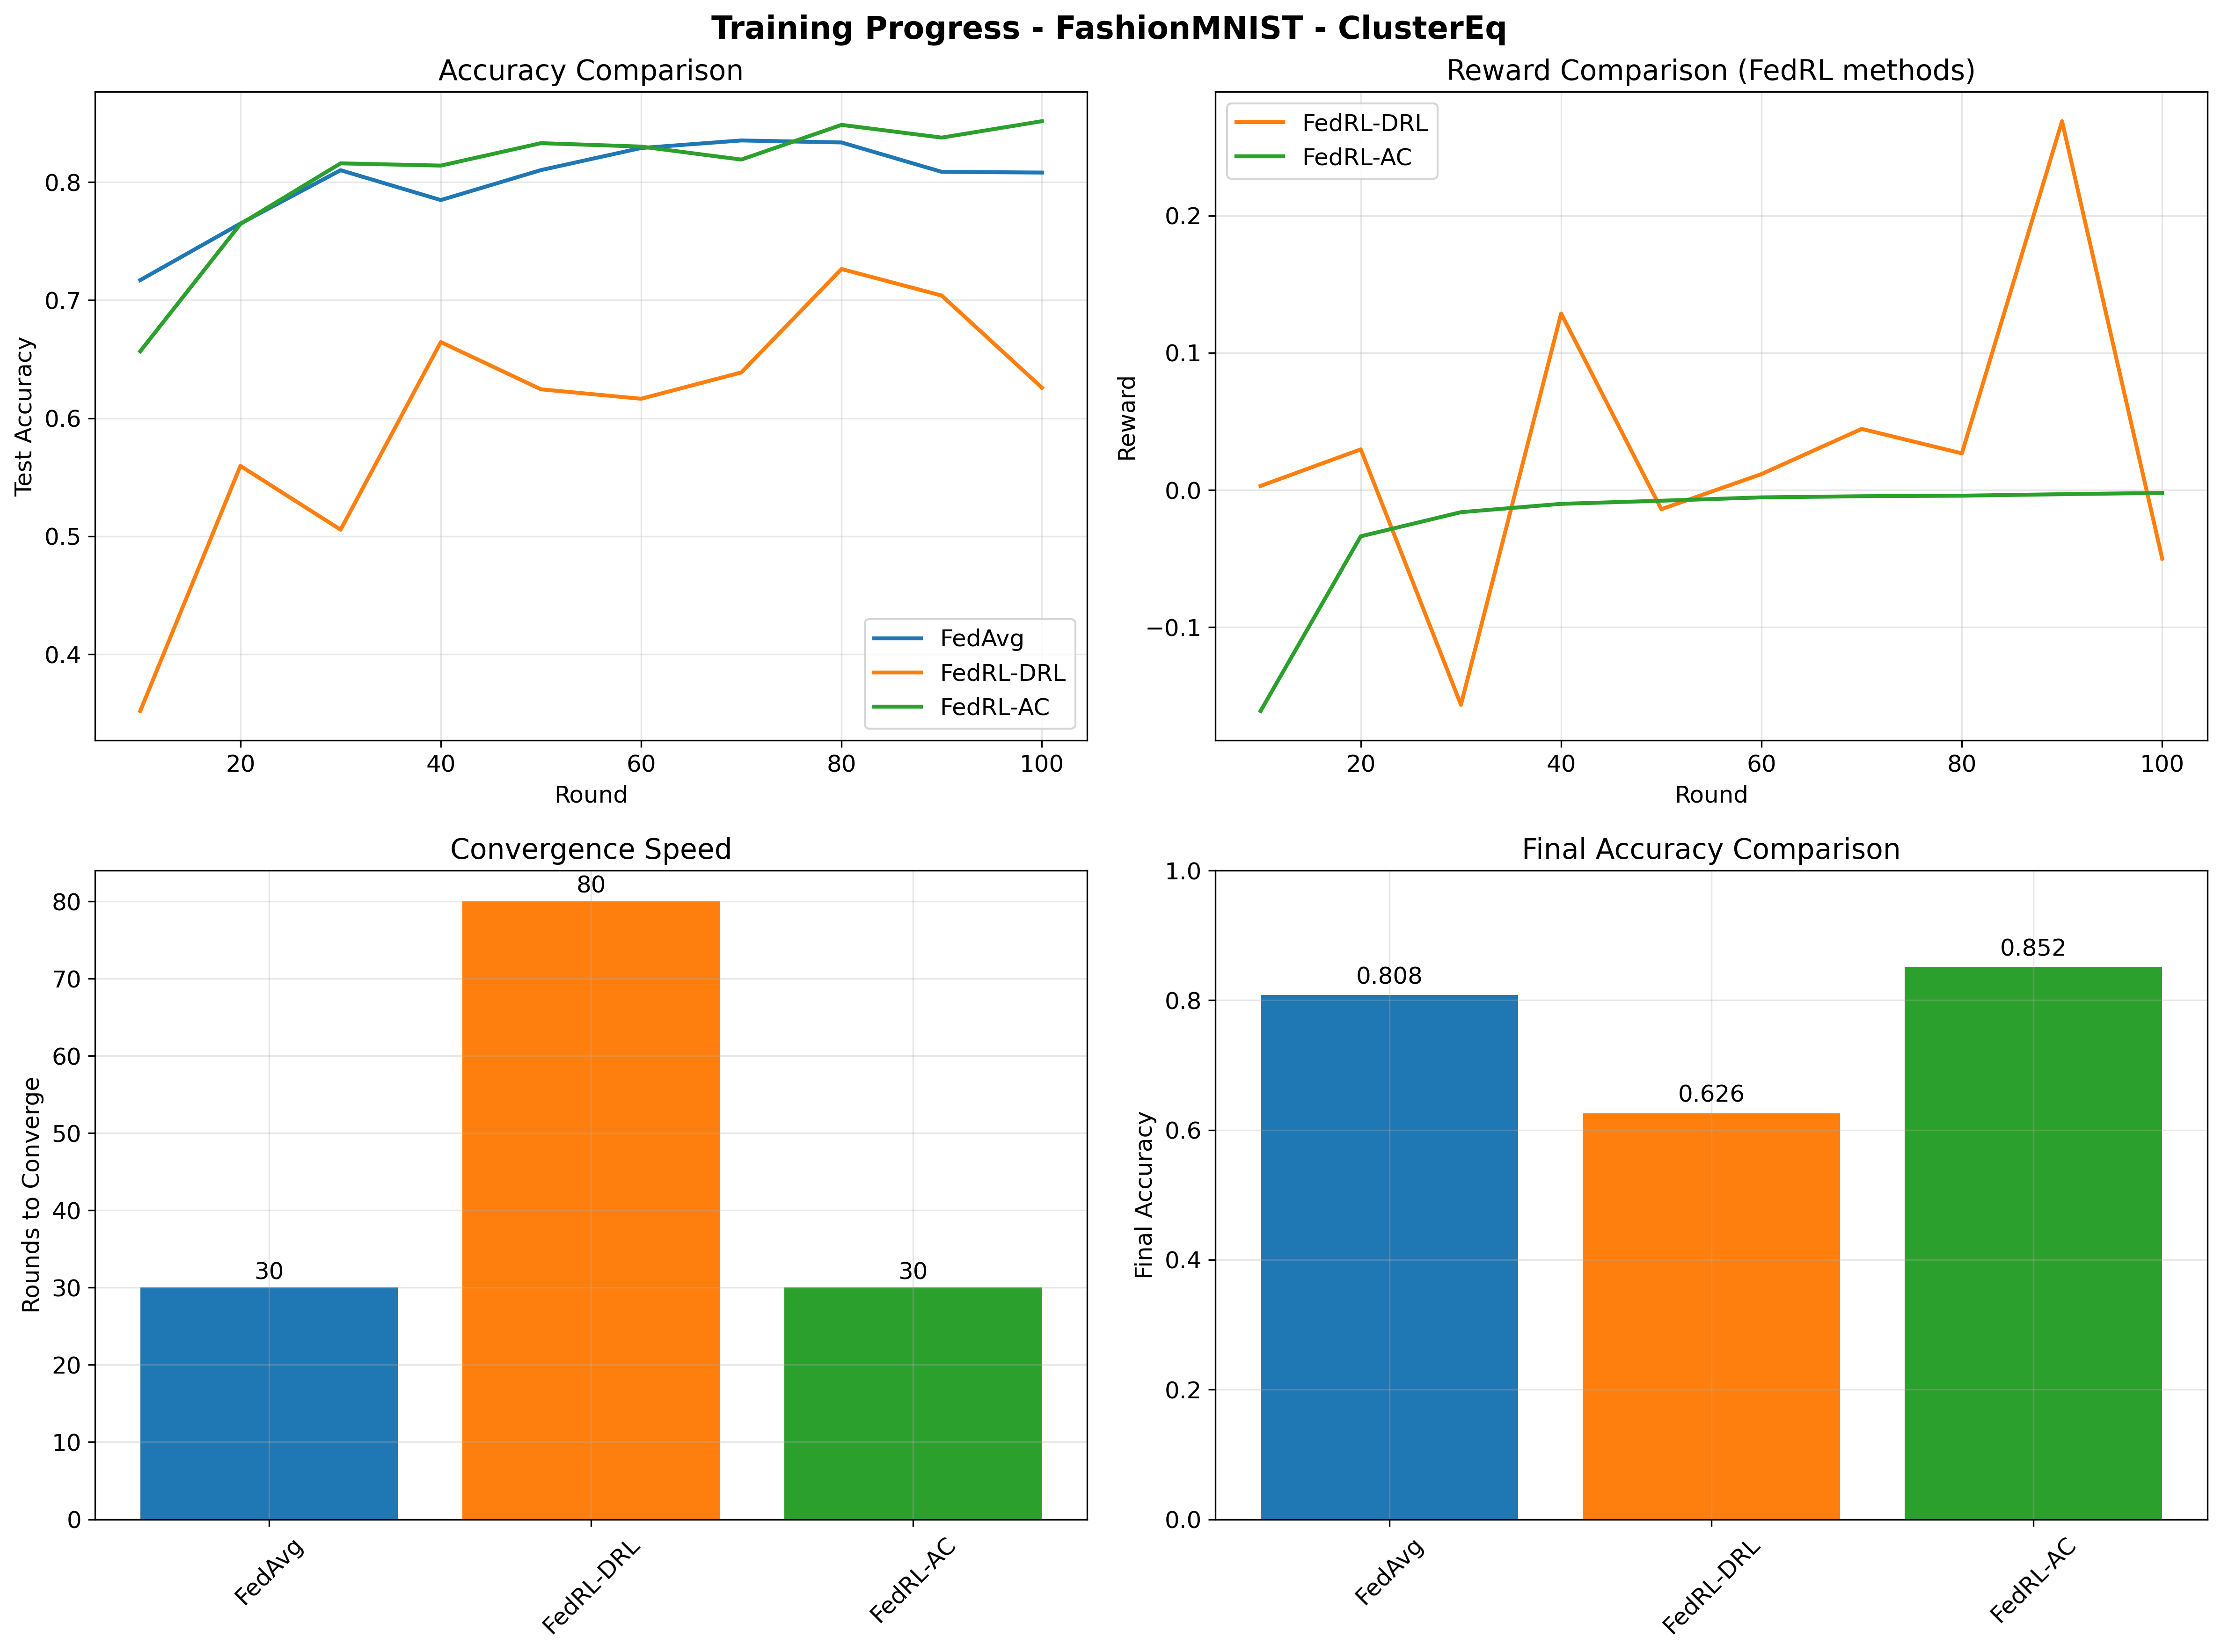 Training Progress - FashionMNIST - ClusterEq
Accuracy Comparison
Test Accuracy
0.8
0.7
0.6
0.5
0.4
FedAvg
FedRL-DRL
FedRL-AC
20
40
60
80
100
Round
Reward Comparison (FedRL methods)
FedRL-DRL
FedRL-AC
Reward
0.2
0.1
0.0
−0.1
20
40
60
80
100
Round
Convergence Speed
Rounds to Converge
80
70
60
50
40
30
20
10
0
30
80
30
FedAvg
FedRL-DRL
FedRL-AC
Final Accuracy Comparison
Final Accuracy
1.0
0.8
0.6
0.4
0.2
0.0
0.808
0.626
0.852
FedAvg
FedRL-DRL
FedRL-AC